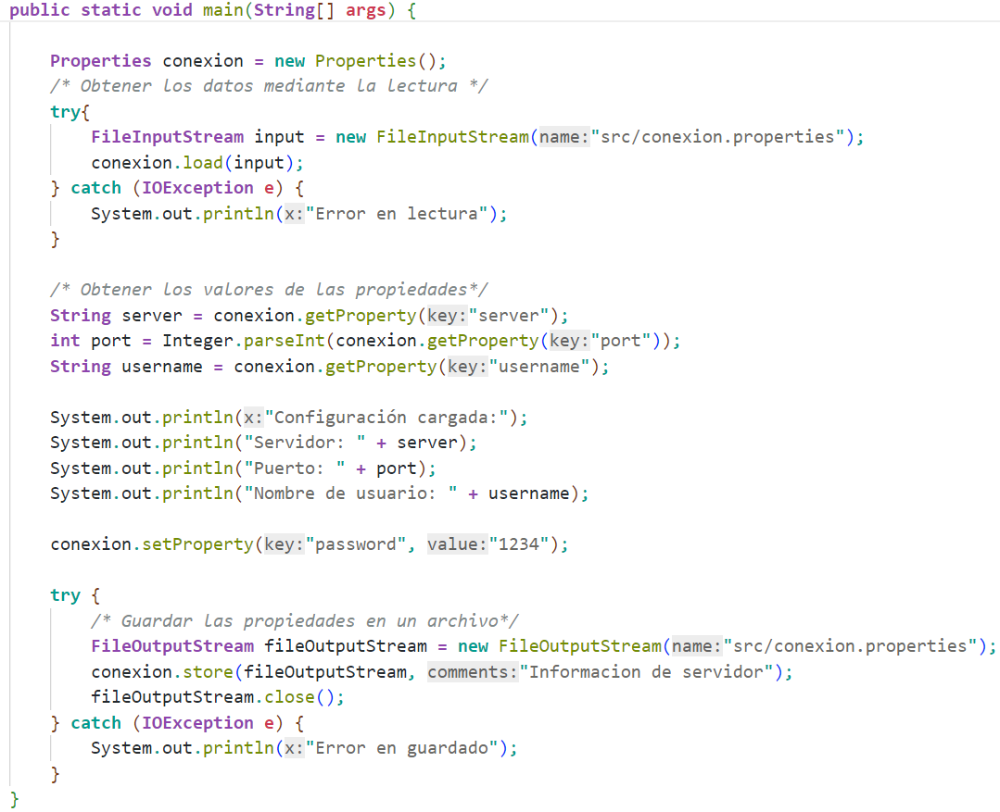 public static void main(String[] args) {
Properties conexion = new Properties();
/* Obtener los datos mediante la lectura */
try{
FileInputStream input = new FileInputStream(name:"src/conexion.properties");
conexion.load(input);
} catch (IOException e) {
System.out.println(x:"Error en lectura");
}
/* Obtener los valores de las propiedades*/
String server = conexion.getProperty(key:"server");
int port = Integer.parseInt(conexion.getProperty(key:"port"));
String username = conexion.getProperty(key:"username");
System.out.println(x:"Configuración cargada:");
System.out.println("Servidor: " + server);
System.out.println("Puerto: " + port);
System.out.println("Nombre de usuario: " + username);
conexion.setProperty(key:"password", value:"1234");
try {
/* Guardar las propiedades en un archivo*/
FileOutputStream fileOutputStream = new FileOutputStream(name:"src/conexion.properties");
conexion.store(fileOutputStream, comments:"Informacion de servidor");
fileOutputStream.close();
} catch (IOException e) {
System.out.println(x:"Error en guardado");
}
}